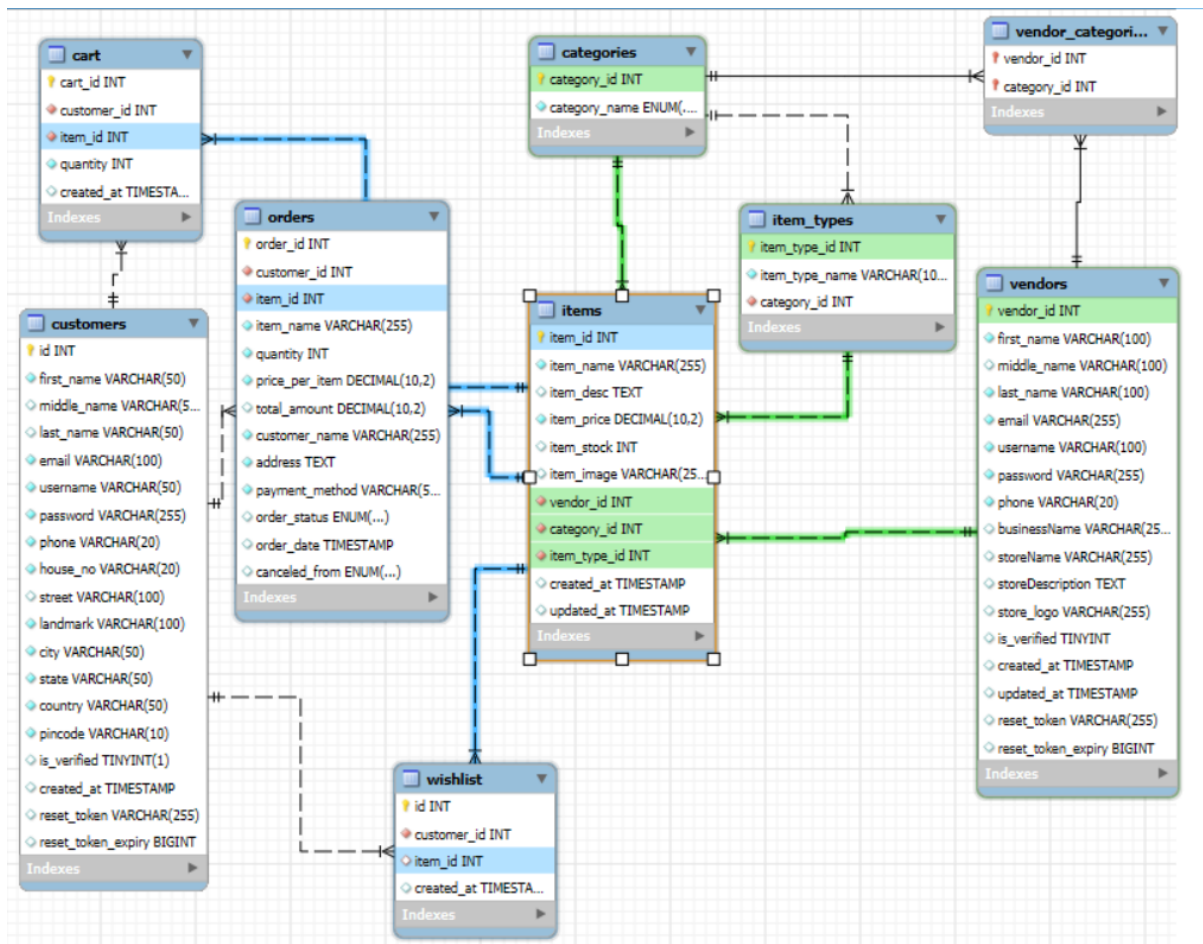 cart
cart_id INT
customer_id INT
item_id INT
quantity INT
created_at TIMESTA...
Indexes
categories
category_id INT
category_name ENUM(....
Indexes
vendor_categori...
vendor_id INT
category_id INT
Indexes
orders
order_id INT
customer_id INT
item_id INT
item_name VARCHAR(255)
quantity INT
price_per_item DECIMAL(10,2)
total_amount DECIMAL(10,2)
customer_name VARCHAR(255)
address TEXT
payment_method VARCHAR(5...
order_status ENUM(...)
order_date TIMESTAMP
canceled_from ENUM(...)
Indexes
item_types
item_type_id INT
item_type_name VARCHAR(10...
category_id INT
Indexes
customers
id INT
first_name VARCHAR(50)
middle_name VARCHAR(5...
last_name VARCHAR(50)
email VARCHAR(100)
username VARCHAR(50)
password VARCHAR(255)
phone VARCHAR(20)
house_no VARCHAR(20)
street VARCHAR(100)
landmark VARCHAR(100)
city VARCHAR(50)
state VARCHAR(50)
country VARCHAR(50)
pincode VARCHAR(10)
is_verified TINYINT(1)
created_at TIMESTAMP
reset_token VARCHAR(255)
reset_token_expiry BIGINT
Indexes
items
item_id INT
item_name VARCHAR(255)
item_desc TEXT
item_price DECIMAL(10,2)
item_stock INT
item_image VARCHAR(25...
vendor_id INT
category_id INT
item_type_id INT
created_at TIMESTAMP
updated_at TIMESTAMP
Indexes
vendors
vendor_id INT
first_name VARCHAR(100)
middle_name VARCHAR(100)
last_name VARCHAR(100)
email VARCHAR(255)
username VARCHAR(100)
password VARCHAR(255)
phone VARCHAR(20)
businessName VARCHAR(25...
storeName VARCHAR(255)
storeDescription TEXT
store_logo VARCHAR(255)
is_verified TINYINT
created_at TIMESTAMP
updated_at TIMESTAMP
reset_token VARCHAR(255)
reset_token_expiry BIGINT
Indexes
wishlist
id INT
customer_id INT
item_id INT
created_at TIMESTA...
Indexes